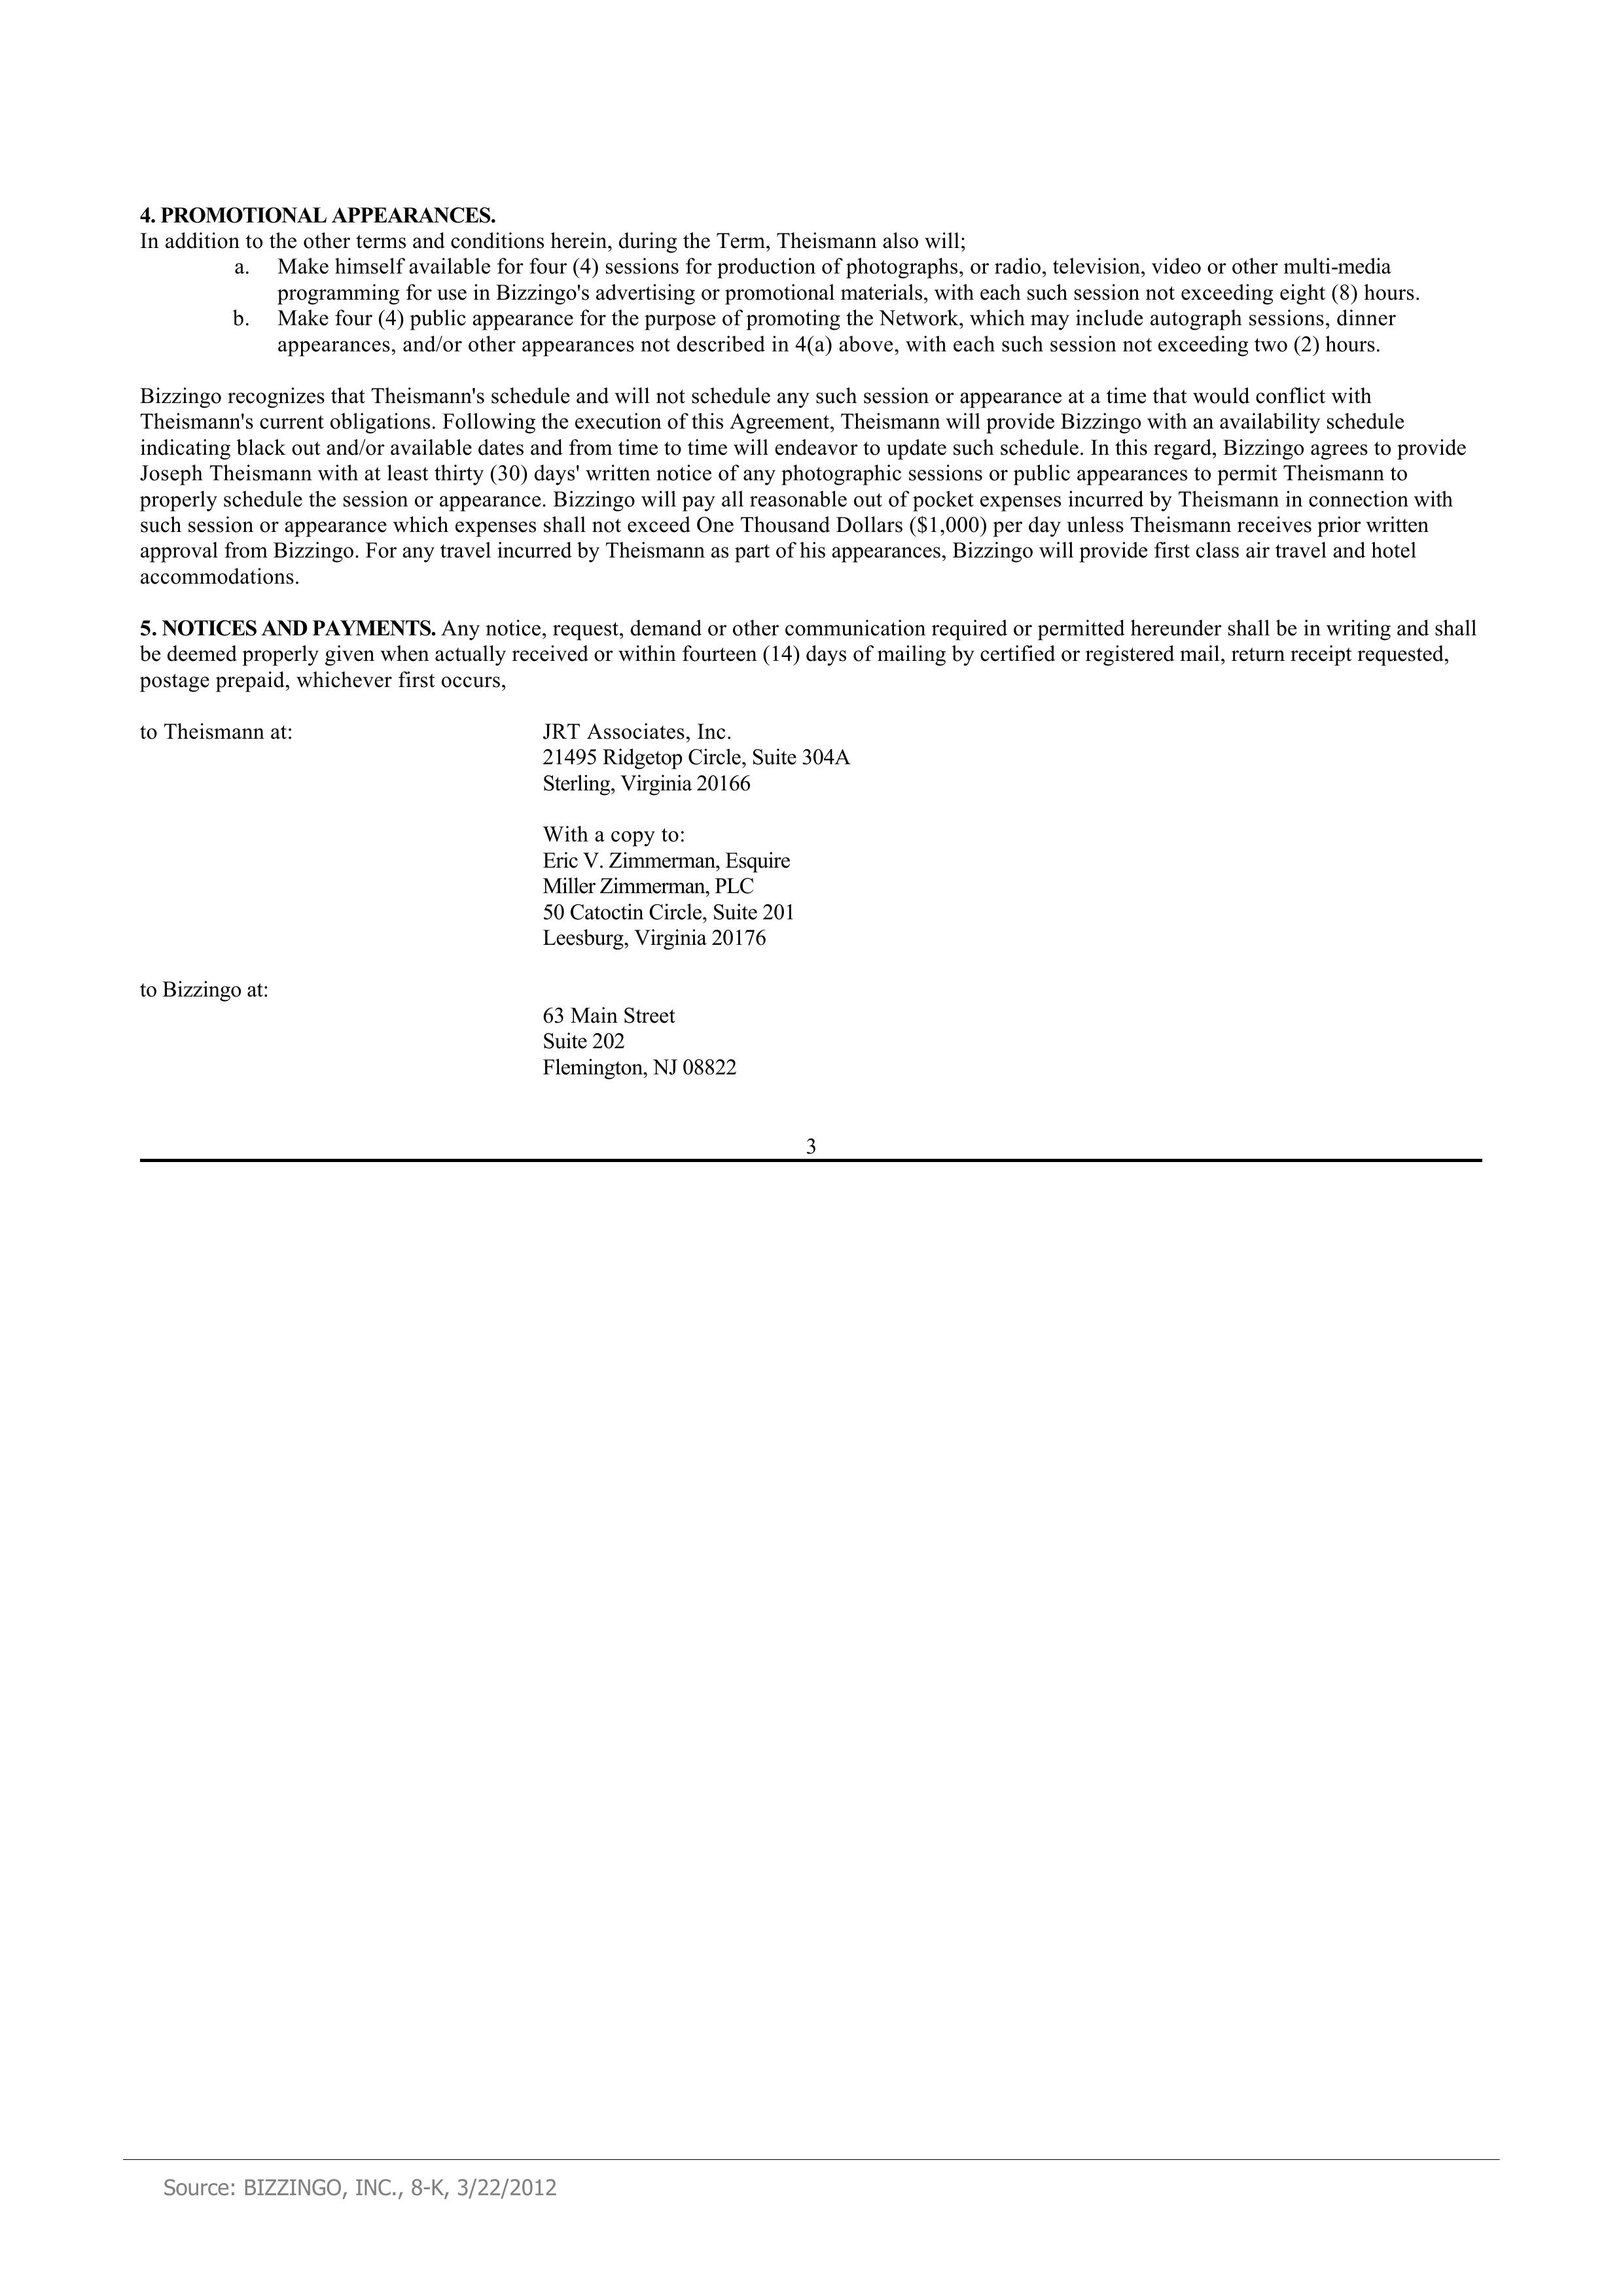 4. PROMOTIONAL APPEARANCES.
In addition to the other terms and conditions herein, during the Term, Theismann also will;
a. Make himself available for four (4) sessions for production of photographs, or radio, television, video or other multi-media
programming for use in Bizzingo's advertising or promotional materials, with each such session not exceeding eight (8) hours.
b. Make four (4) public appearance for the purpose of promoting the Network, which may include autograph sessions, dinner
appearances, and/or other appearances not described in 4(a) above, with each such session not exceeding two (2) hours.
Bizzingo recognizes that Theismann's schedule and will not schedule any such session or appearance at a time that would conflict with
Theismann's current obligations. Following the execution of this Agreement, Theismann will provide Bizzingo with an availability schedule
indicating black out and/or available dates and from time to time will endeavor to update such schedule. In this regard, Bizzingo agrees to provide
Joseph Theismann with at least thirty (30) days' written notice of any photographic sessions or public appearances to permit Theismann to
properly schedule the session or appearance. Bizzingo will pay all reasonable out of pocket expenses incurred by Theismann in connection with
such session or appearance which expenses shall not exceed One Thousand Dollars ($1,000) per day unless Theismann receives prior written
approval from Bizzingo. For any travel incurred by Theismann as part of his appearances, Bizzingo will provide first class air travel and hotel
accommodations.
5. NOTICES AND PAYMENTS. Any notice, request, demand or other communication required or permitted hereunder shall be in writing and shall
be deemed properly given when actually received or within fourteen (14) days of mailing by certified or registered mail, return receipt requested,
postage prepaid, whichever first occurs,
to Theismann at: JRT Associates, Inc.
21495 Ridgetop Circle, Suite 304A
Sterling, Virginia 20166
With a copy to:
Eric V. Zimmerman, Esquire
Miller Zimmerman, PLC
50 Catoctin Circle, Suite 201
Leesburg, Virginia 20176
to Bizzingo at:
63 Main Street
Suite 202
Flemington, NJ 08822
3
Source: BIZZINGO, INC., 8-K, 3/22/2012